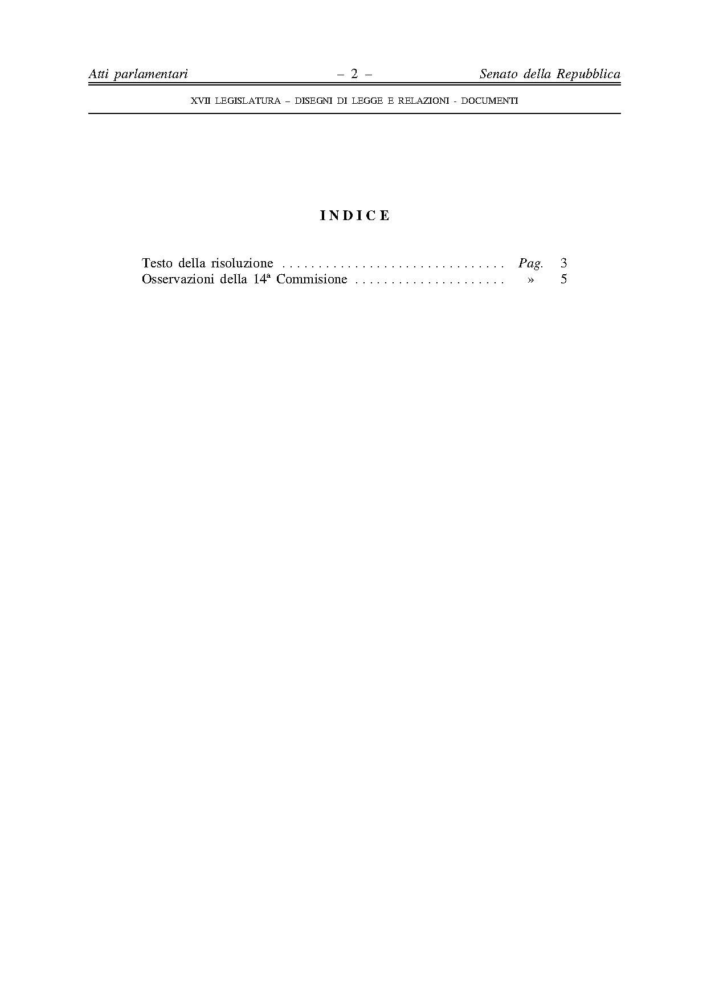 Atti parlamentari – 2 – Senato della Repubblica
XVII LEGISLATURA – DISEGNI DI LEGGE E RELAZIONI - DOCUMENTI
INDICE
Testo della risoluzione . . . . . . . . . . . . . . . . . . . . . . . . . . . . . . . Pag. 3
Osservazioni della 14ª Commisione . . . . . . . . . . . . . . . . . . . . . » 5